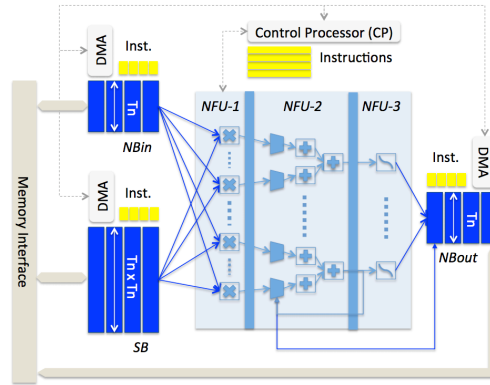 Control Processor (CP)
Instructions
DMA
Inst.
Tn
NBin
DMA
Inst.
Tn x Tn
SB
Memory Interface
NFU-1
NFU-2
NFU-3
DMA
Inst.
Tn
NBout